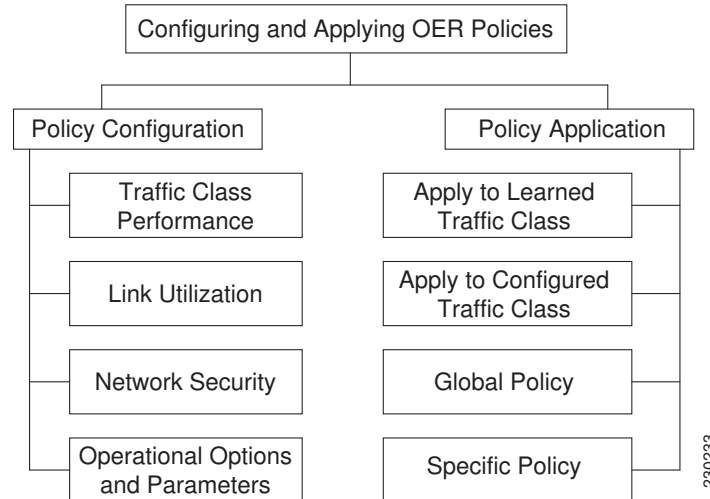 Configuring and Applying OER Policies
Policy Configuration
Policy Application
Traffic Class
Performance
Apply to Learned
Traffic Class
Link Utilization
Apply to Configured
Traffic Class
Network Security
Global Policy
Operational Options
and Parameters
Specific Policy
230233